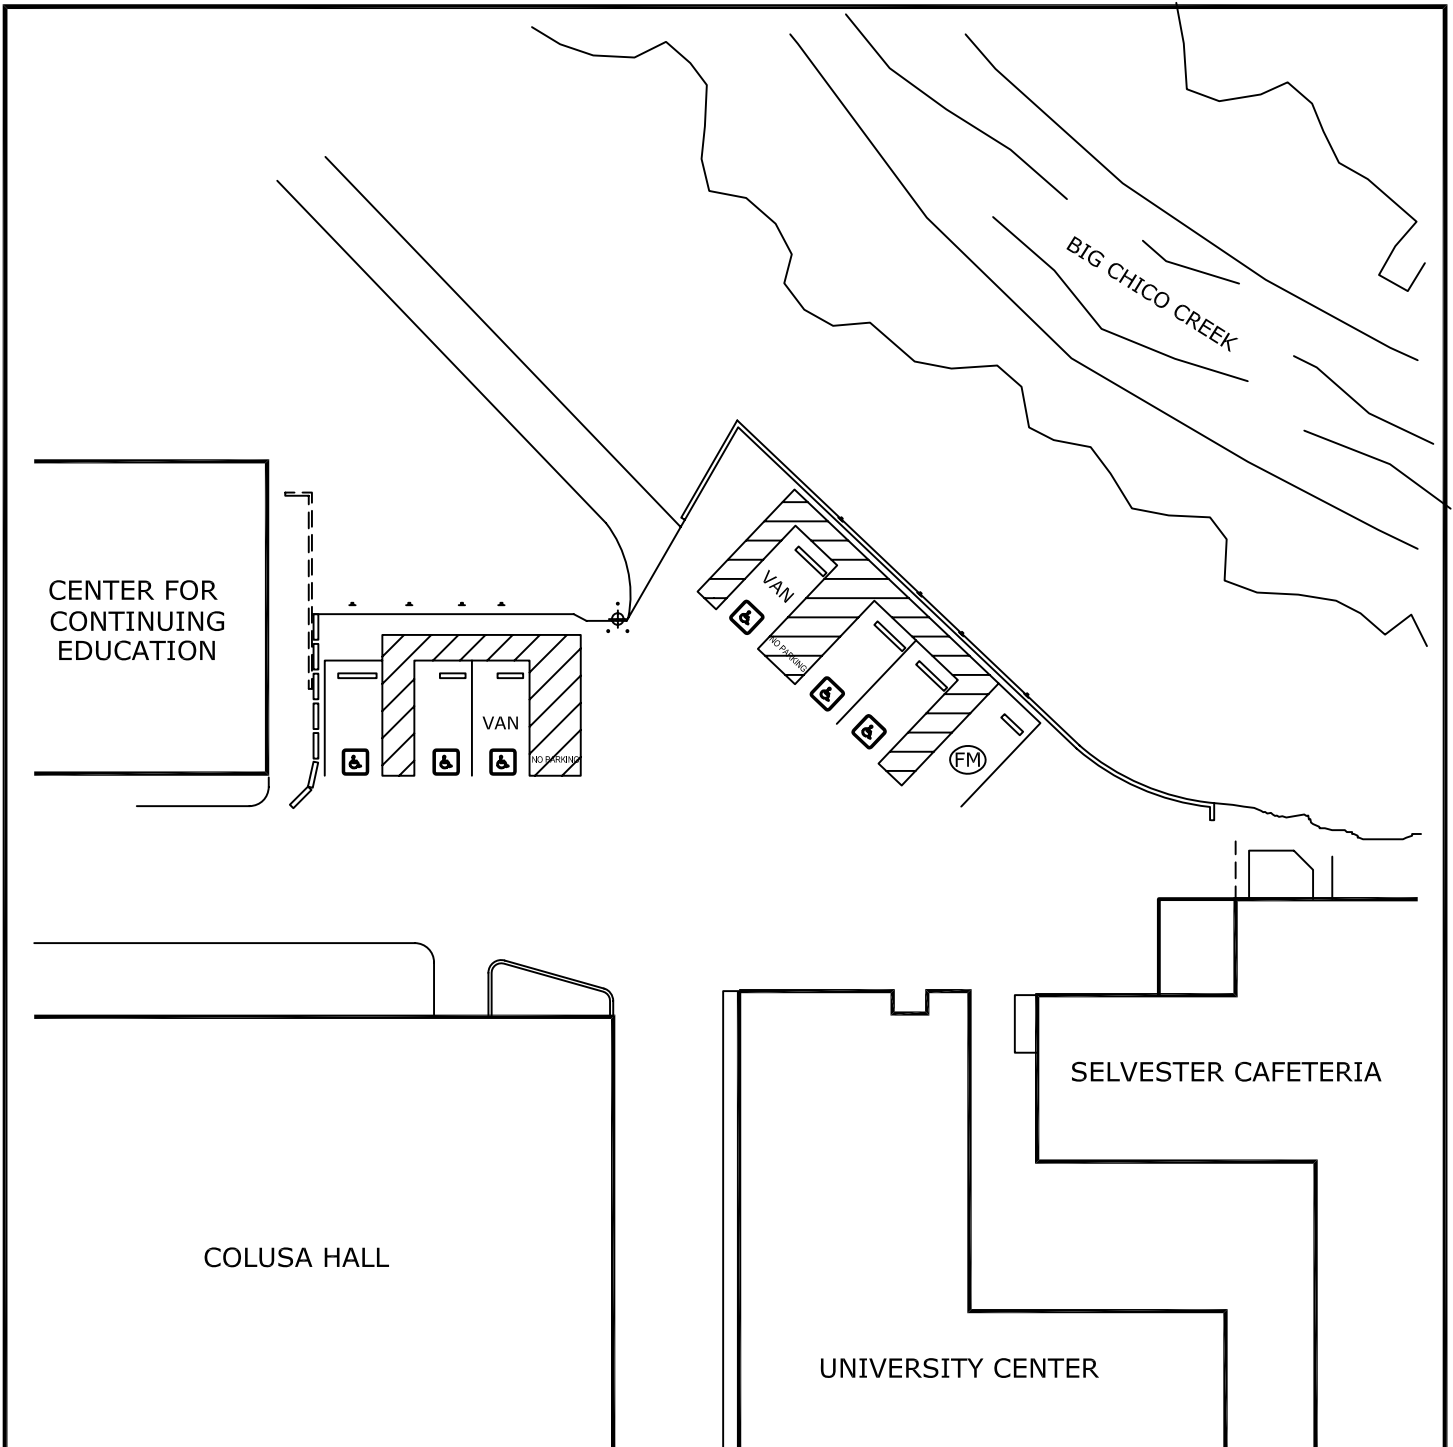 BIG CHICO CREEK
CENTER FOR
CONTINUING
EDUCATION
VAN
NO PARKING
VAN
NO PARKING
FM
SELVESTER CAFETERIA
COLUSA HALL
UNIVERSITY CENTER